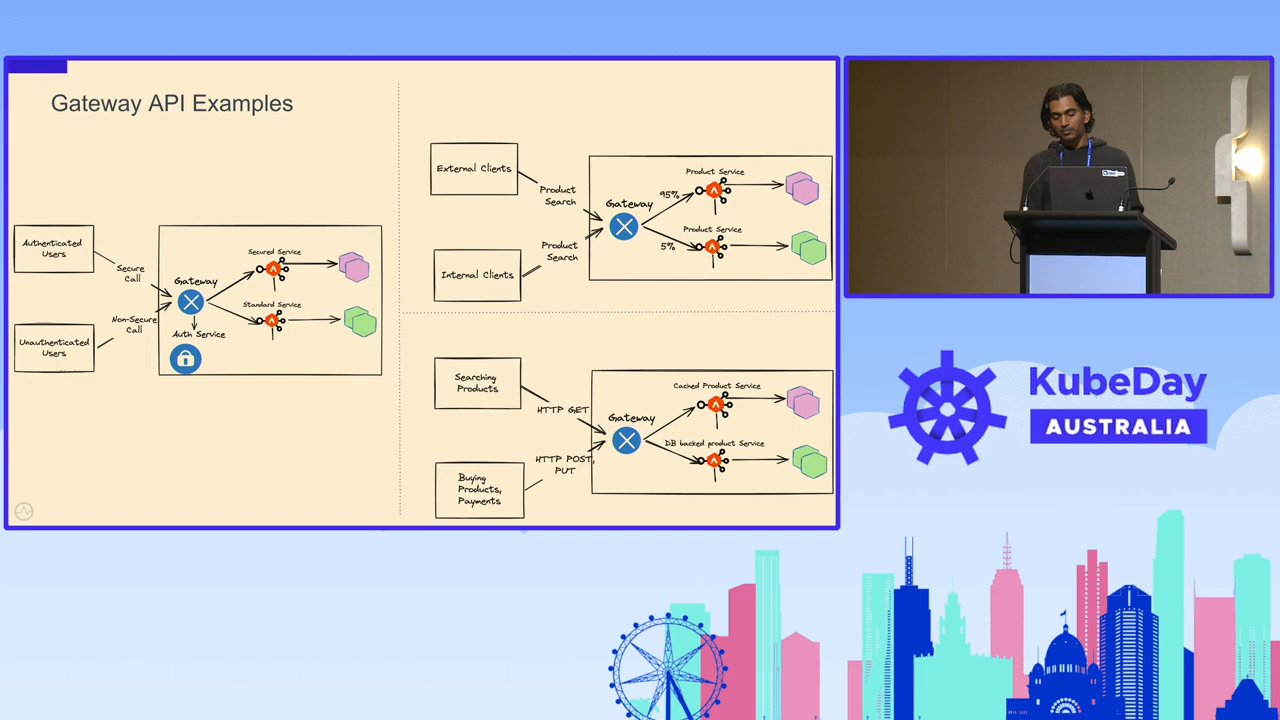 Gateway API Examples
Authenticated
Users
Secure
Call
Unauthenticated
Users
Non-Secure
Call
Gateway
Auth Service
Secured Service
Standard Service
External Clients
Product
Search
Internal Clients
Product
Search
Gateway
95%
5%
Product Service
Product Service
Searching
Products
HTTP GET
Buying
Products,
Payments
HTTP POST,
PUT
Gateway
Cached Product Service
DB backed product Service
KubeDay
AUSTRALIA